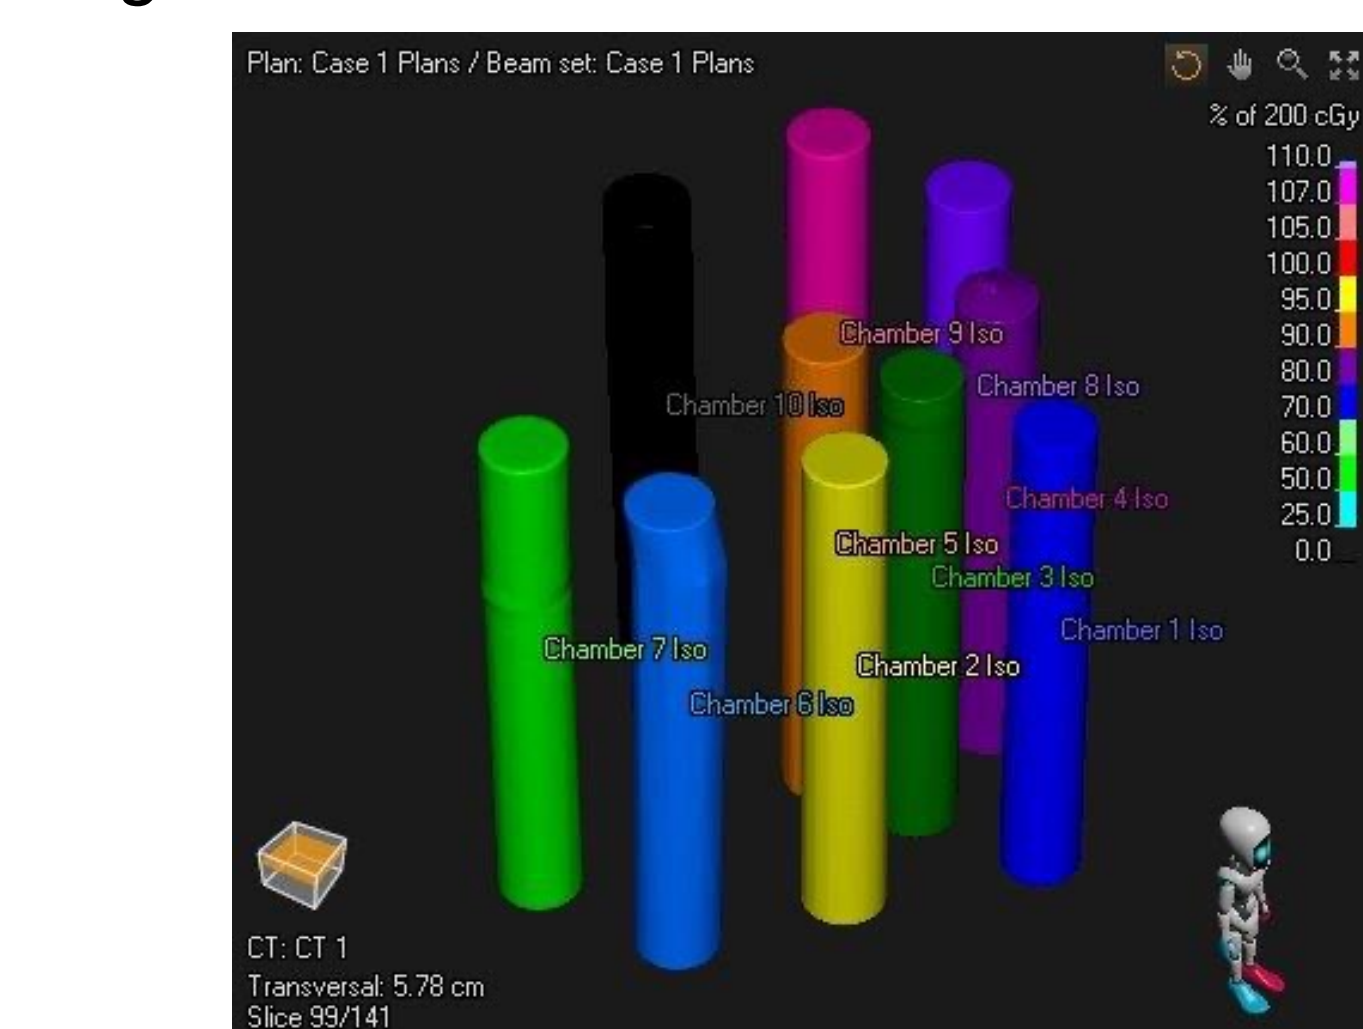 Plan: Case 1 Plans / Beam set: Case 1 Plans
% of 200 cGy
110.0
107.0
105.0
100.0
95.0
90.0
80.0
70.0
60.0
50.0
25.0
0.0
Chamber 9 Iso
Chamber 8 Iso
Chamber 10 Iso
Chamber 4 Iso
Chamber 5 Iso
Chamber 3 Iso
Chamber 1 Iso
Chamber 7 Iso
Chamber 2 Iso
Chamber 6 Iso
CT: CT 1
Transversal: 5.78 cm
Slice 99/141